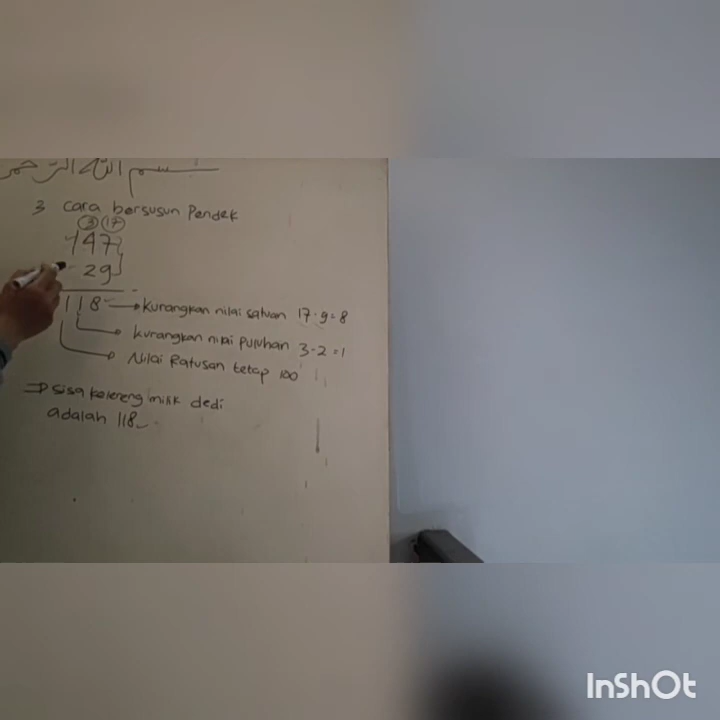 بسم الله الرحمن
3 Cara bersusun Pendek
3 17
147
29
118 → Kurangkan nilai satuan 17 - 9 = 8
Kurangkan nilai puluhan 3 - 2 = 1
Nilai Ratusan tetap 100
⇒ sisa kelereng milik dedi
adalah 118
InShOt